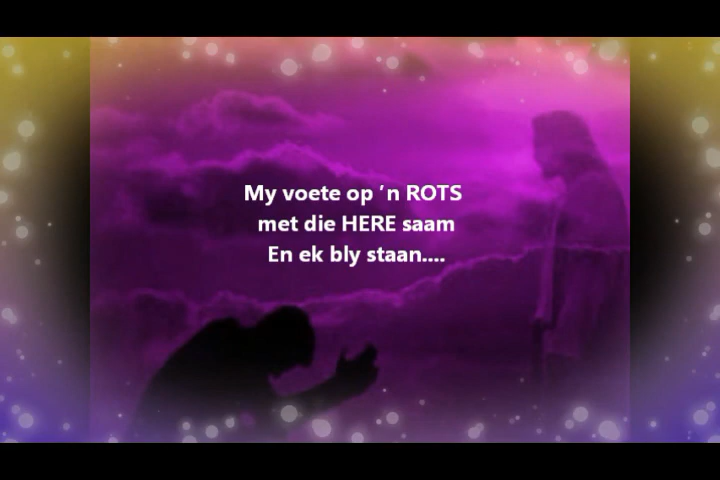 My voete op 'n ROTS
met die HERE saam
En ek bly staan....